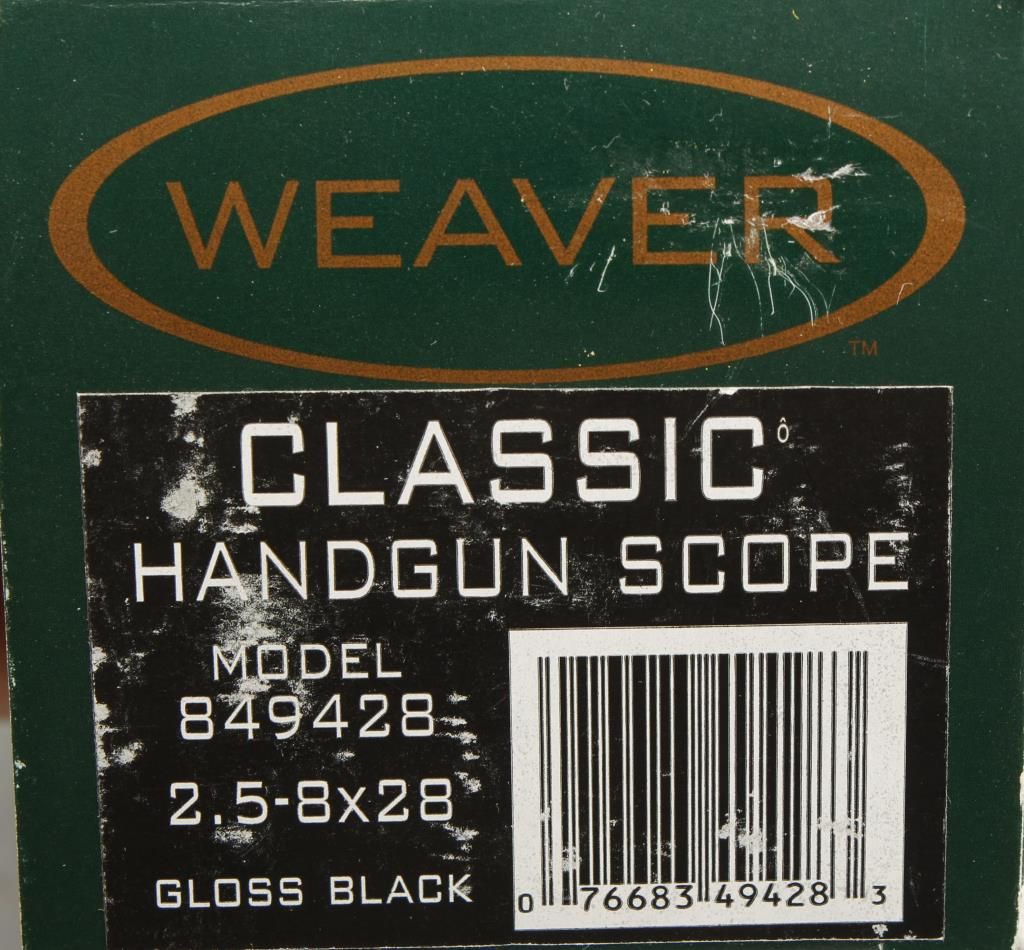 WEAVER
TM
CLASSIC Ô
HANDGUN SCOPE
MODEL
849428
2.5-8x28
GLOSS BLACK
0 76683 49428 3